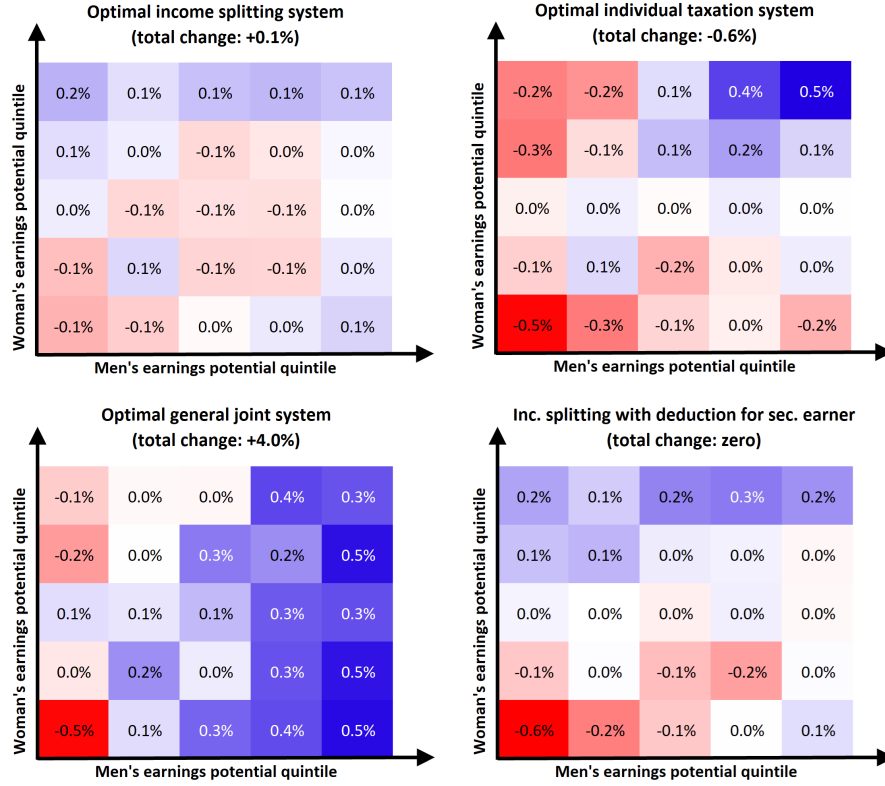 Optimal income splitting system
(total change: +0.1%)
Woman's earnings potential quintile
0.2% 0.1% 0.1% 0.1% 0.1%
0.1% 0.0% -0.1% 0.0% 0.0%
0.0% -0.1% -0.1% -0.1% 0.0%
-0.1% 0.1% -0.1% -0.1% 0.0%
-0.1% -0.1% 0.0% 0.0% 0.1%
Men's earnings potential quintile
Optimal individual taxation system
(total change: -0.6%)
Woman's earnings potential quintile
-0.2% -0.2% 0.1% 0.4% 0.5%
-0.3% -0.1% 0.1% 0.2% 0.1%
0.0% 0.0% 0.0% 0.0% 0.0%
-0.1% 0.1% -0.2% 0.0% 0.0%
-0.5% -0.3% -0.1% 0.0% -0.2%
Men's earnings potential quintile
Optimal general joint system
(total change: +4.0%)
Woman's earnings potential quintile
-0.1% 0.0% 0.0% 0.4% 0.3%
-0.2% 0.0% 0.3% 0.2% 0.5%
0.1% 0.1% 0.1% 0.3% 0.3%
0.0% 0.2% 0.0% 0.3% 0.5%
-0.5% 0.1% 0.3% 0.4% 0.5%
Men's earnings potential quintile
Inc. splitting with deduction for sec. earner
(total change: zero)
Woman's earnings potential quintile
0.2% 0.1% 0.2% 0.3% 0.2%
0.1% 0.1% 0.0% 0.0% 0.0%
0.0% 0.0% 0.0% 0.0% 0.0%
-0.1% 0.0% -0.1% -0.2% 0.0%
-0.6% -0.2% -0.1% 0.0% 0.1%
Men's earnings potential quintile